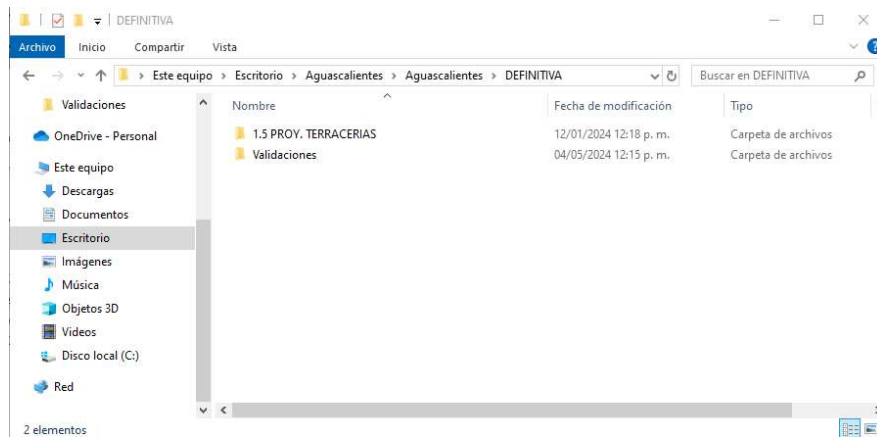 DEFINITIVA
Archivo Inicio Compartir Vista
Este equipo > Escritorio > Aguascalientes > Aguascalientes > DEFINITIVA Buscar en DEFINITIVA
Nombre Fecha de modificación Tipo
Validaciones
OneDrive - Personal
Este equipo
Descargas
Documentos
Escritorio
Imágenes
Música
Objetos 3D
Videos
Disco local (C:)
Red
1.5 PROY. TERRACERIAS 12/01/2024 12:18 p. m. Carpeta de archivos
Validaciones 04/05/2024 12:15 p. m. Carpeta de archivos
2 elementos